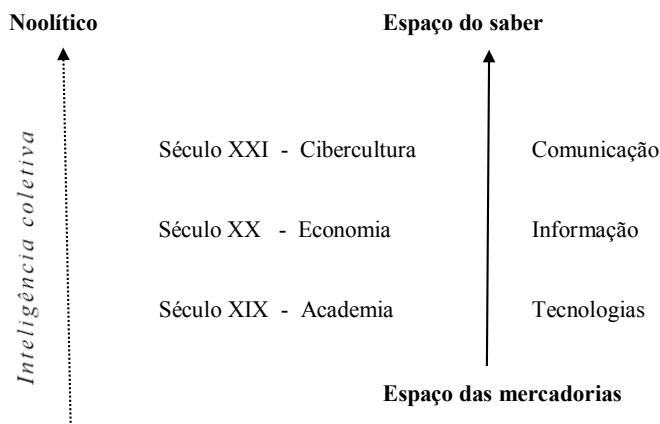 Noolítico Espaço do saber
Inteligência coletiva
Século XXI - Cibercultura Comunicação
Século XX - Economia Informação
Século XIX - Academia Tecnologias
Espaço das mercadorias